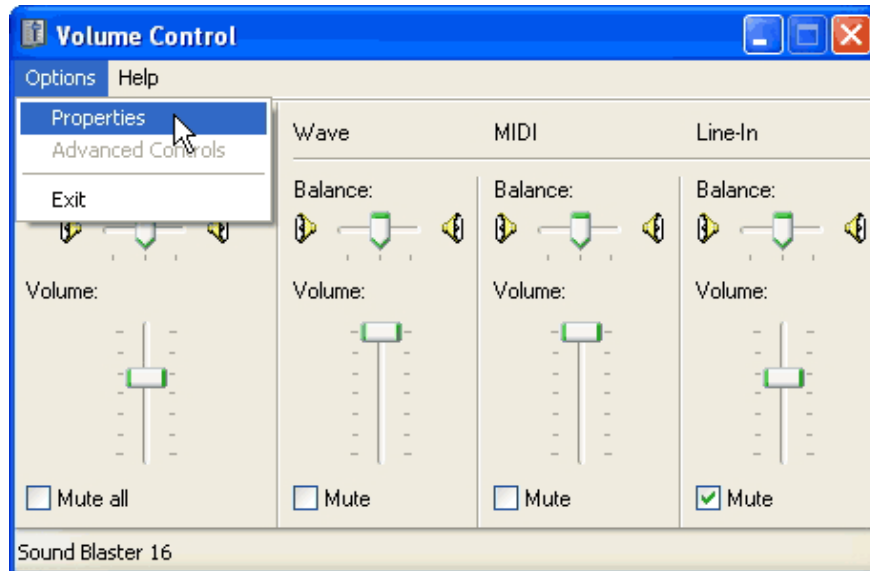 Volume Control
Options Help
Properties
Advanced Controls
Exit
Wave MIDI Line-In
Balance: Balance: Balance:
Volume: Volume: Volume: Volume:
Mute all Mute Mute Mute
Sound Blaster 16